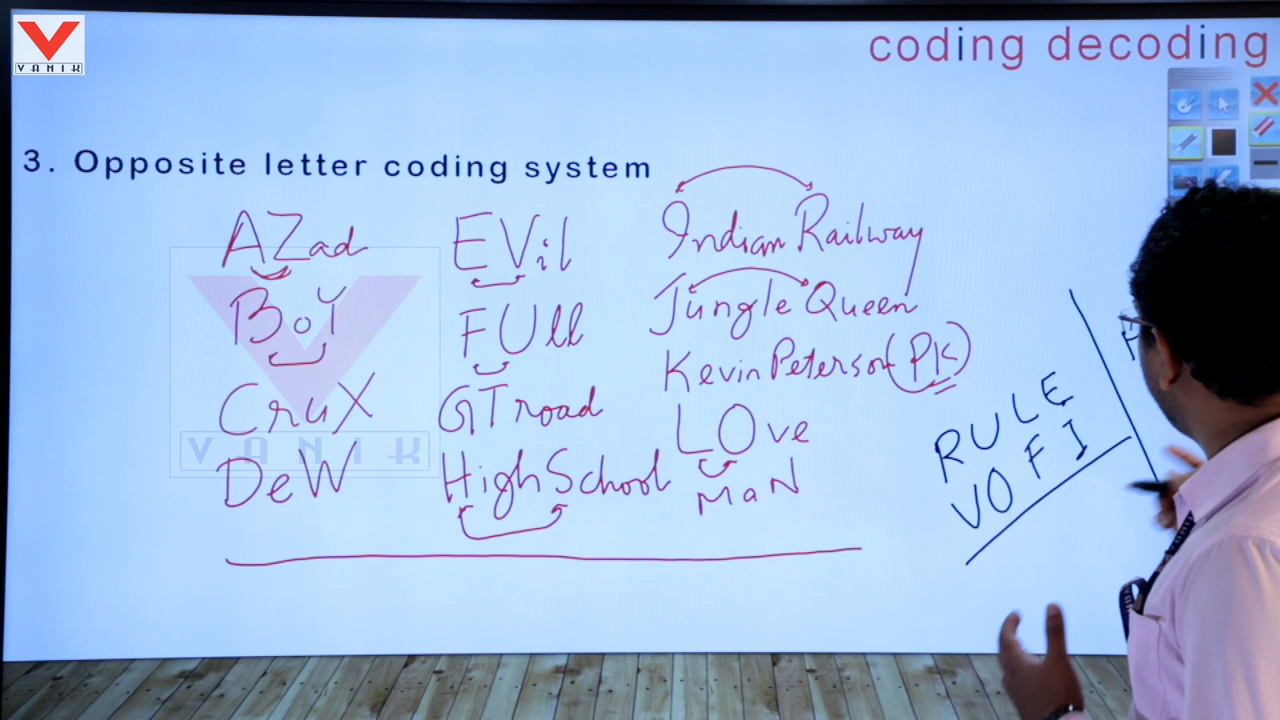 VANIK
coding decoding
3. Opposite letter coding system
AZad
BoY
CruX
DeW
EVil
FUll
GTroad
HighSchool
Indian Railway
Jungle Queen
Kevin Peterson (PK)
LOve
MaN
RULE
VOFI
VANIK